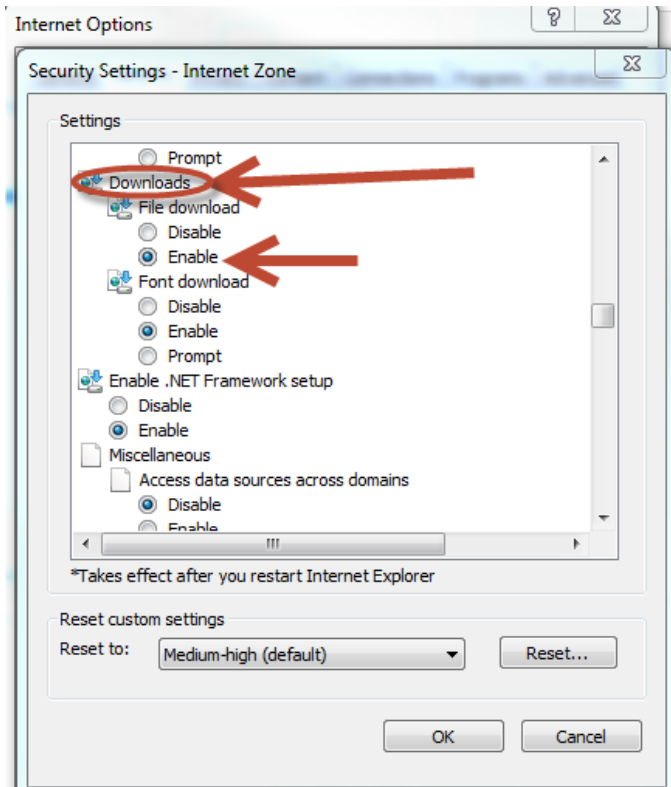 Internet Options
Security Settings - Internet Zone
Settings
Prompt
Downloads
File download
Disable
Enable
Font download
Disable
Enable
Prompt
Enable .NET Framework setup
Disable
Enable
Miscellaneous
Access data sources across domains
Disable
Enable
*Takes effect after you restart Internet Explorer
Reset custom settings
Reset to:
Medium-high (default)
Reset...
OK
Cancel